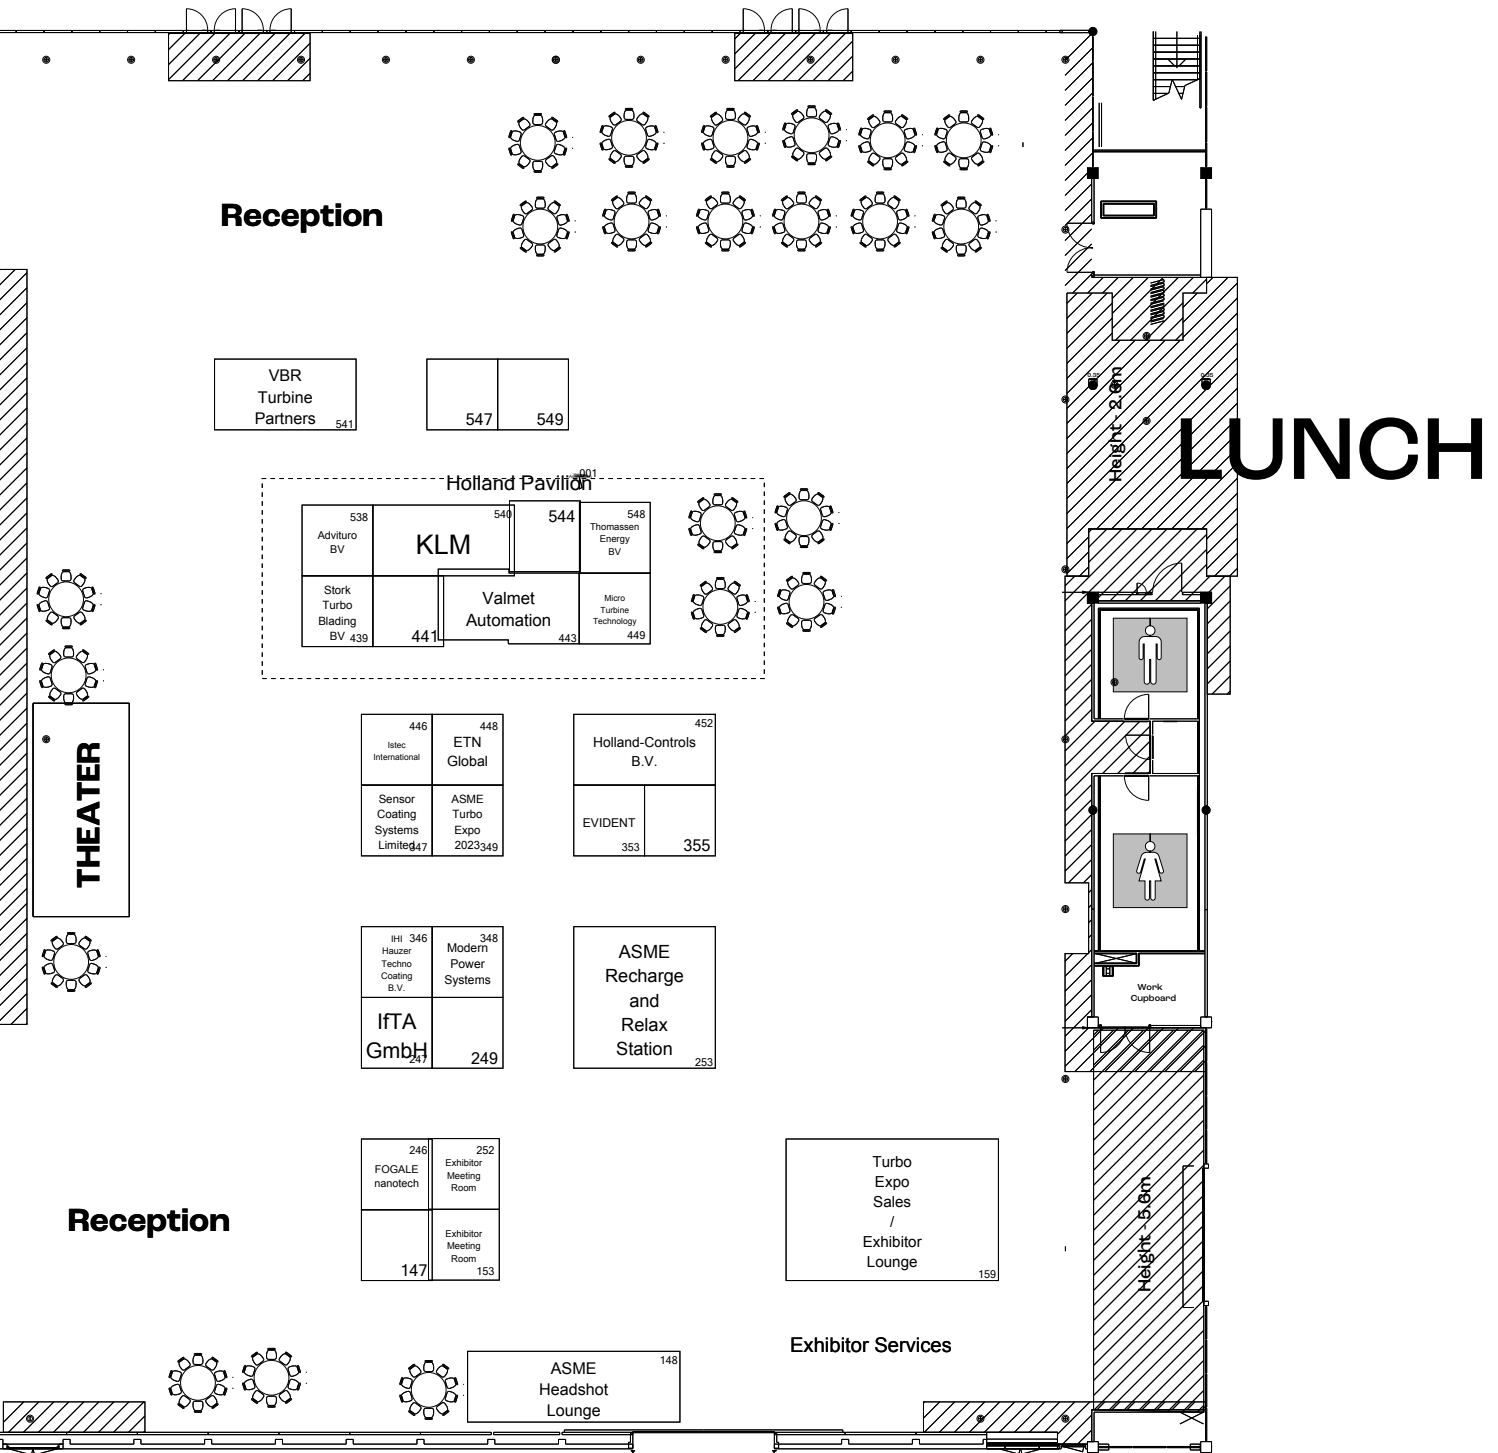 Reception
VBR
Turbine
Partners
541
547
549
Height - 2.6m
LUNCH
Holland Pavilion
001
538
Advituro
BV
540
KLM
544
548
Thomassen
Energy
BV
Stork
Turbo
Blading
BV 439
441
Valmet
Automation
443
Micro
Turbine
Technology
449
THEATER
446
Istec
International
448
ETN
Global
452
Holland-Controls
B.V.
Sensor
Coating
Systems
Limited
347
ASME
Turbo
Expo
2023
349
EVIDENT
353
355
IHI
346
Hauzer
Techno
Coating
B.V.
348
Modern
Power
Systems
ASME
Recharge
and
Relax
Station
253
IfTA
GmbH
247
249
Work
Cupboard
246
FOGALE
nanotech
252
Exhibitor
Meeting
Room
Reception
147
Exhibitor
Meeting
Room
153
Turbo
Expo
Sales
/
Exhibitor
Lounge
159
Height - 5.6m
Exhibitor Services
148
ASME
Headshot
Lounge